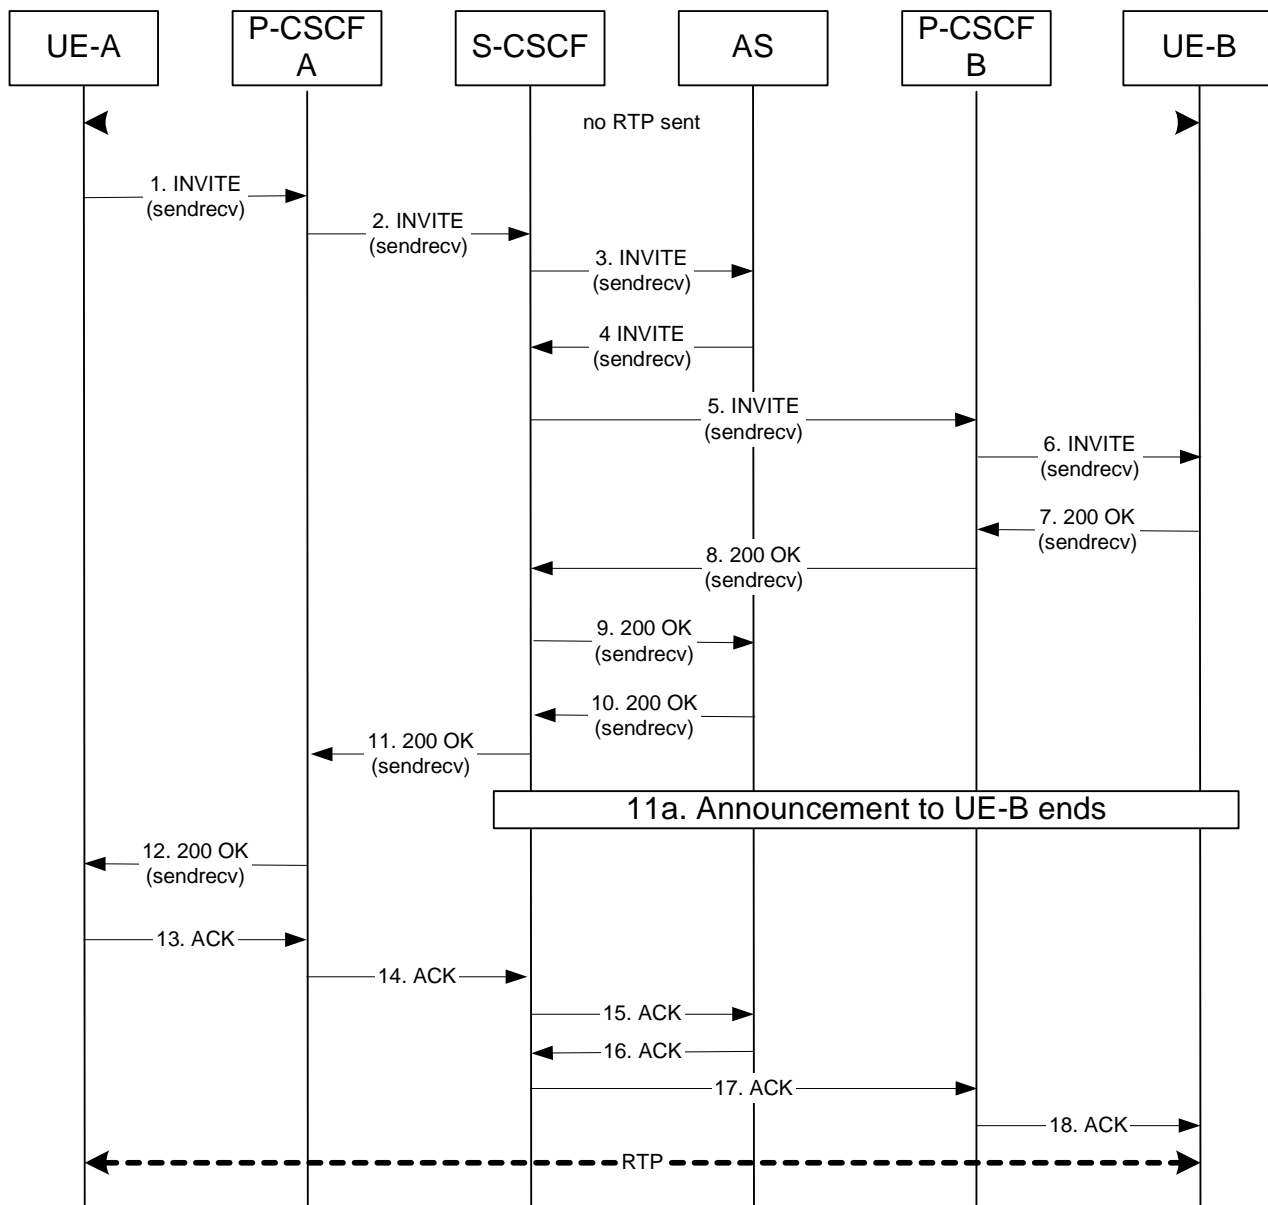 UE-A
P-CSCF
A
S-CSCF
AS
P-CSCF
B
UE-B
no RTP sent
1. INVITE
(sendrecv)
2. INVITE
(sendrecv)
3. INVITE
(sendrecv)
4 INVITE
(sendrecv)
5. INVITE
(sendrecv)
6. INVITE
(sendrecv)
7. 200 OK
(sendrecv)
8. 200 OK
(sendrecv)
9. 200 OK
(sendrecv)
10. 200 OK
(sendrecv)
11. 200 OK
(sendrecv)
11a. Announcement to UE-B ends
12. 200 OK
(sendrecv)
13. ACK
14. ACK
15. ACK
16. ACK
17. ACK
18. ACK
RTP